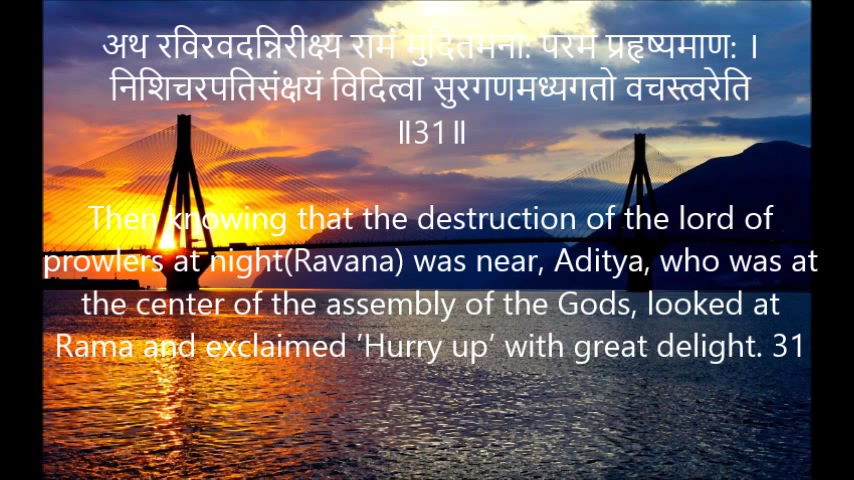 अथ रविरवदन्निरीक्ष्य रामं मुदितमनाः परमं प्रहृष्यमाणः ।
निशिचरपतिसंक्षयं विदित्वा सुरगणमध्यगतो वचस्त्वरेति
॥31॥
Then knowing that the destruction of the lord of
prowlers at night(Ravana) was near, Aditya, who was at
the center of the assembly of the Gods, looked at
Rama and exclaimed ‘Hurry up’ with great delight. 31